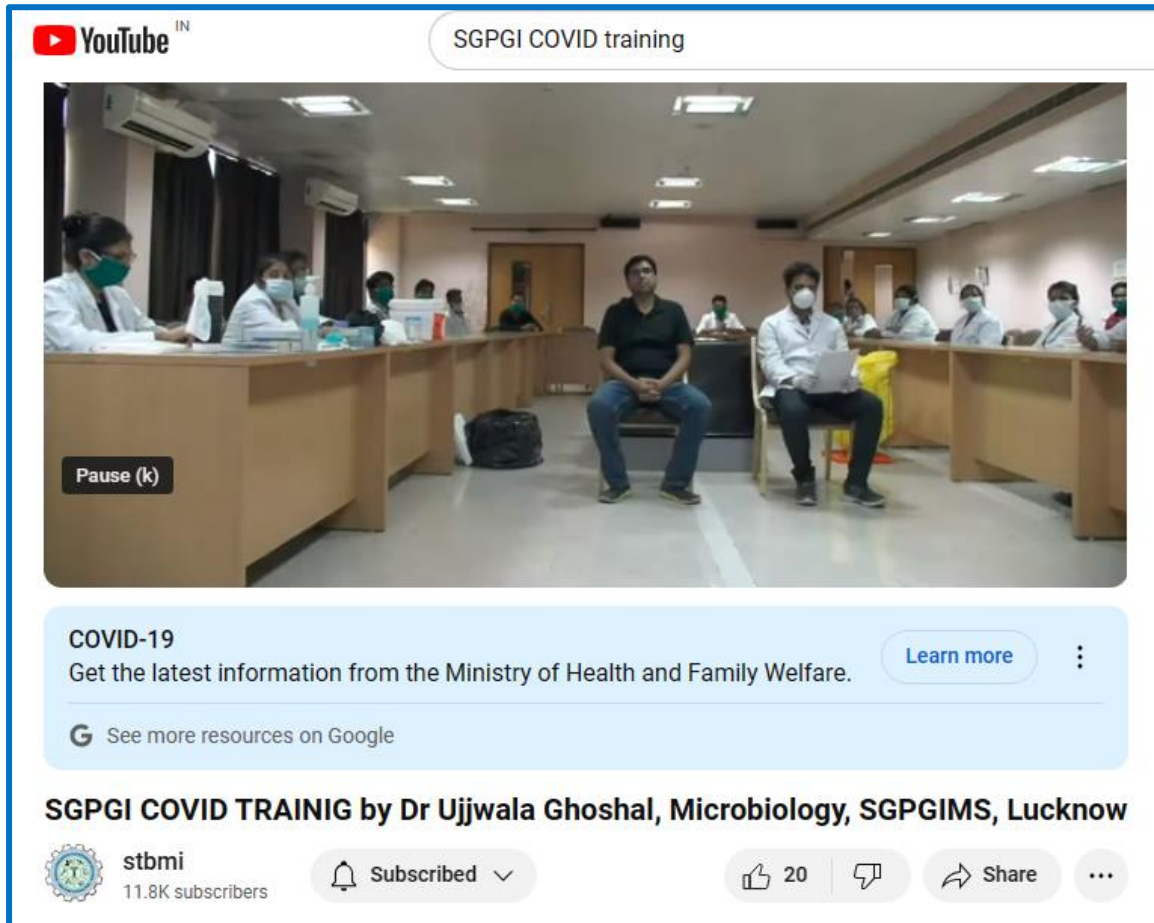 YouTube IN
SGPGI COVID training
Pause (k)
COVID-19
Get the latest information from the Ministry of Health and Family Welfare.
Learn more
G See more resources on Google
SGPGI COVID TRAINIG by Dr Ujjwala Ghoshal, Microbiology, SGPGIMS, Lucknow
stbmi
11.8K subscribers
Subscribed
20
Share